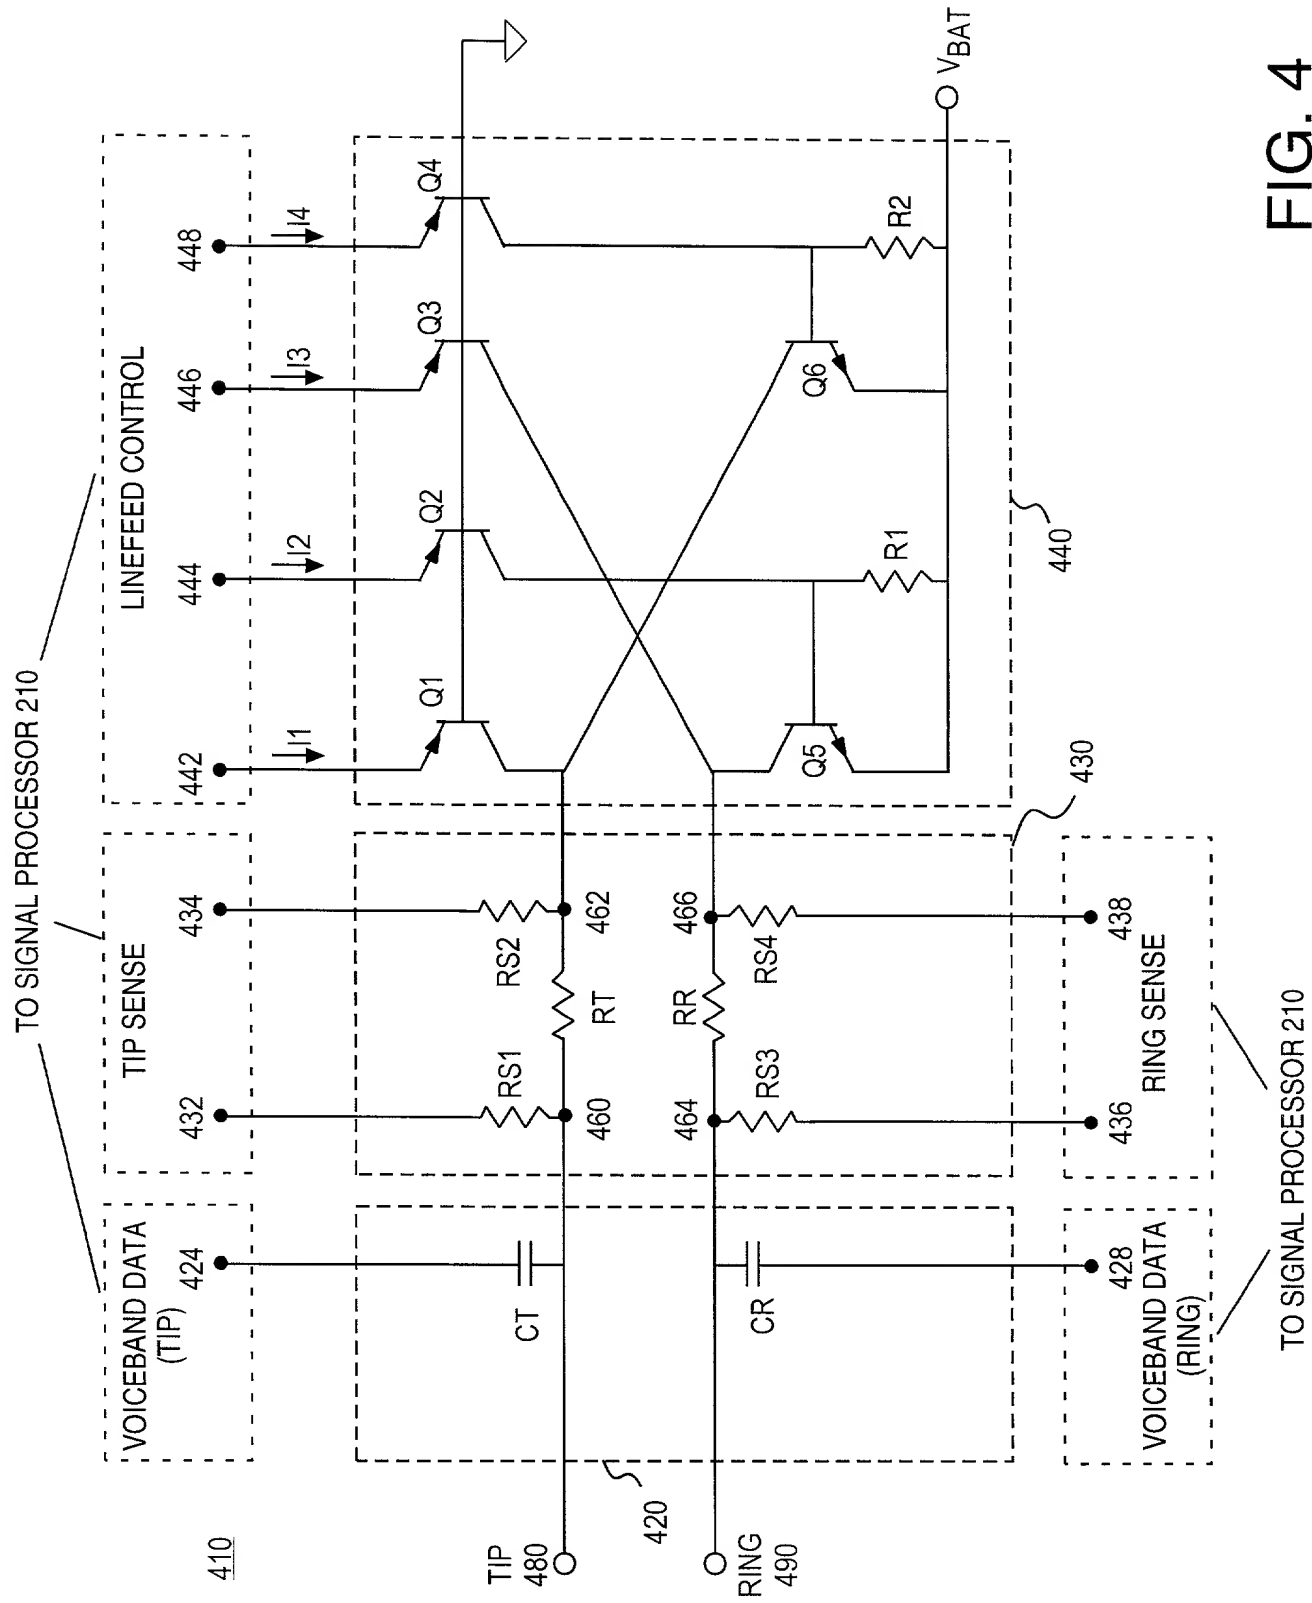 410
TO SIGNAL PROCESSOR 210
VOICEBAND DATA
(TIP)
424
TIP SENSE
432
434
LINEFEED CONTROL
442
444
446
448
I1
I2
I3
I4
Q1
Q2
Q3
Q4
CT
RS1
RS2
TIP
480
460
RT
462
420
RING
490
464
RR
466
CR
RS3
RS4
Q5
Q6
R1
R2
VBAT
430
440
428
VOICEBAND DATA
(RING)
436
438
RING SENSE
TO SIGNAL PROCESSOR 210
FIG. 4